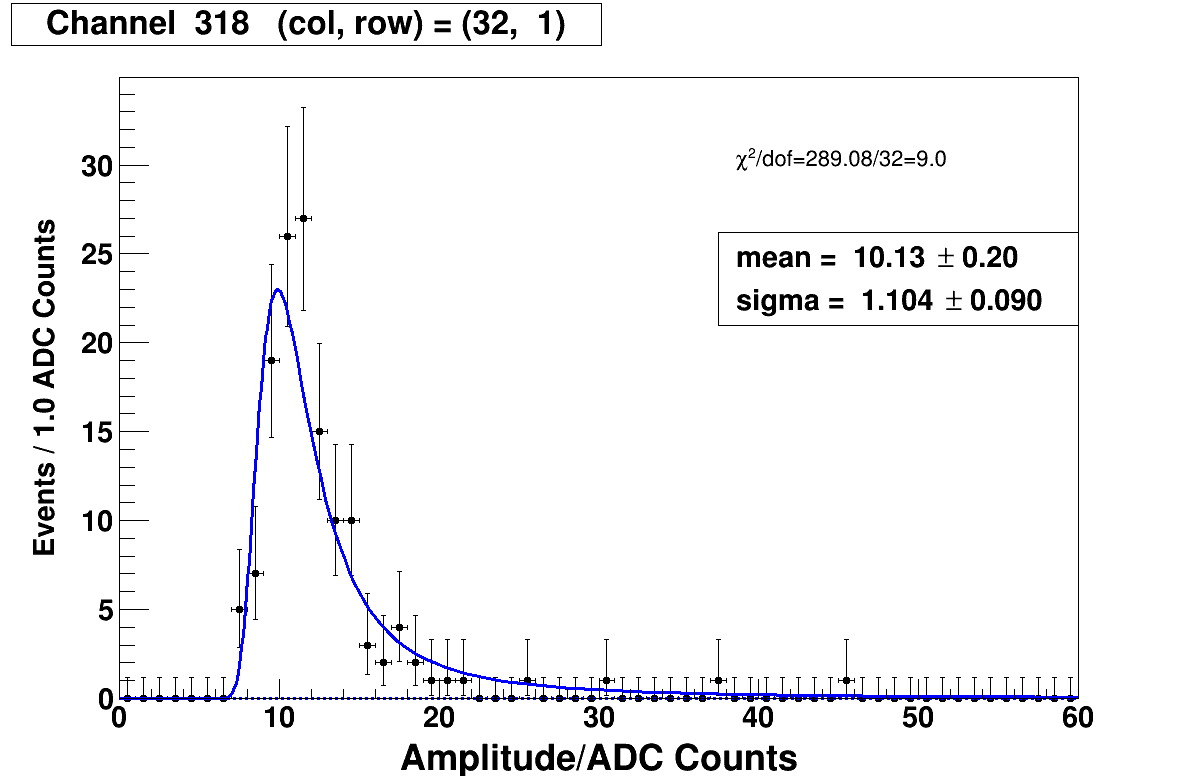 Channel 318 (col, row) = (32, 1)
χ²/dof=289.08/32=9.0
mean = 10.13 ± 0.20
sigma = 1.104 ± 0.090
Events / 1.0 ADC Counts
30
25
20
15
10
5
0
0 10 20 30 40 50 60
Amplitude/ADC Counts